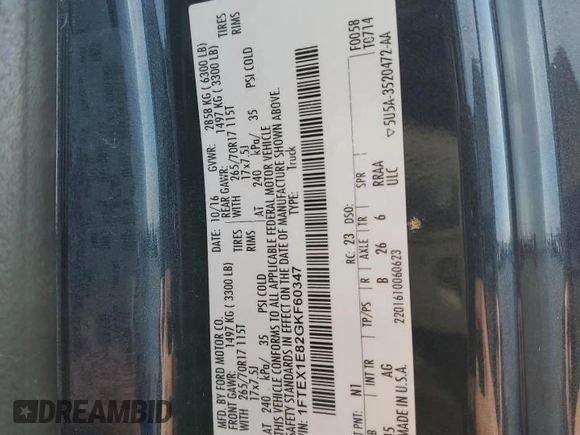 MFD. BY FORD MOTOR CO.
DATE: 10/16 GVWR: 2858 KG ( 6300 LB)
FRONT GAWR: 1497 KG ( 3300 LB)
REAR GAWR: 1497 KG ( 3300 LB)
WITH 265/70R17 115T TIRES
WITH 265/70R17 115T TIRES
17x7.5J RIMS
17x7.5J RIMS
AT 240 kPa/ 35 PSI COLD
AT 240 kPa/ 35 PSI COLD
THIS VEHICLE CONFORMS TO ALL APPLICABLE FEDERAL MOTOR VEHICLE
SAFETY STANDARDS IN EFFECT ON THE DATE OF MANUFACTURE SHOWN ABOVE.
VIN: 1FTEX1E82GKF60347
TYPE: Truck
F0058
T0714
EXT PNT: N1 RC: 23 DSO:
B INT TR TP/PS R AXLE TR SPR
5 AG B 26 6 RRAA
ULC
MADE IN U.S.A. 2201610060623
▽5U5A-3520472-AA
DREAMBID